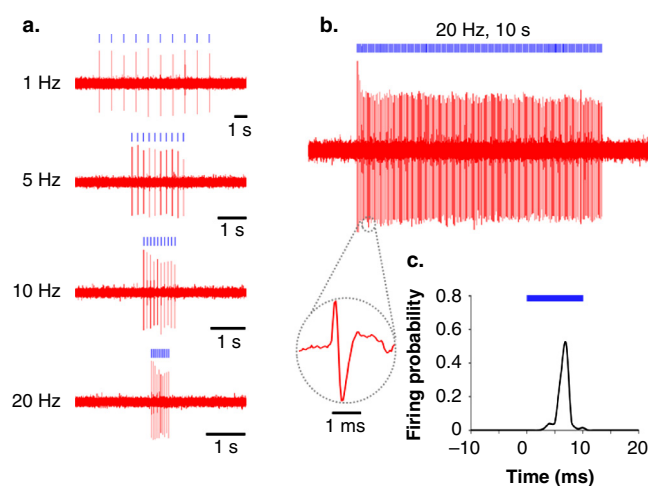 a.
1 Hz
1 s
5 Hz
1 s
10 Hz
1 s
20 Hz
1 s
b.
20 Hz, 10 s
1 ms
c.
Firing probability
0.8
0.6
0.4
0.2
0
−10 0 10 20
Time (ms)